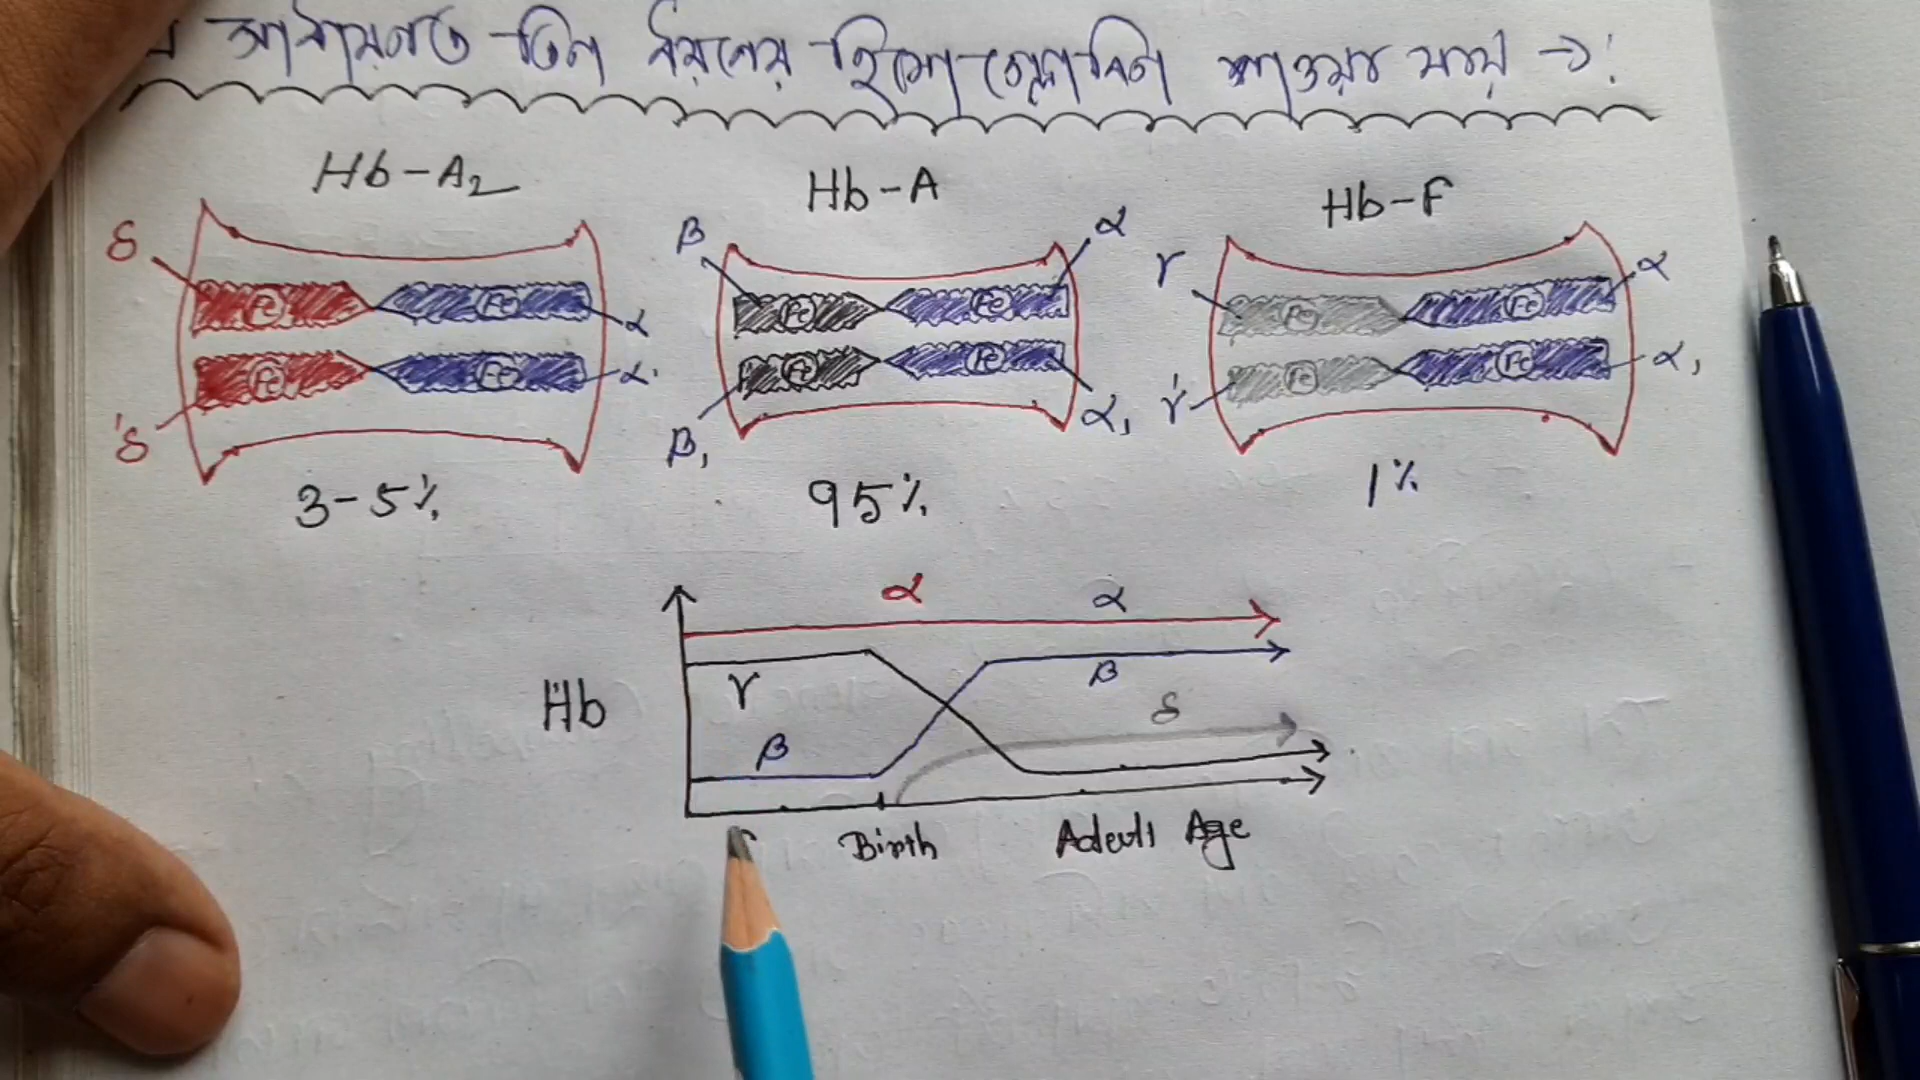 সাধারণত তিন ধরনের হিমোগ্লোবিন পাওয়া যায় →:
Hb-A2 Hb-A Hb-F
δ β α γ α
Fe Fe Fe Fe Fe Fe
α
Fe Fe Fe Fe Fe Fe
'δ α' β, α, γ' α,
3-5% 95% 1%
α α
γ β
Hb δ
β
Birth Adult Age